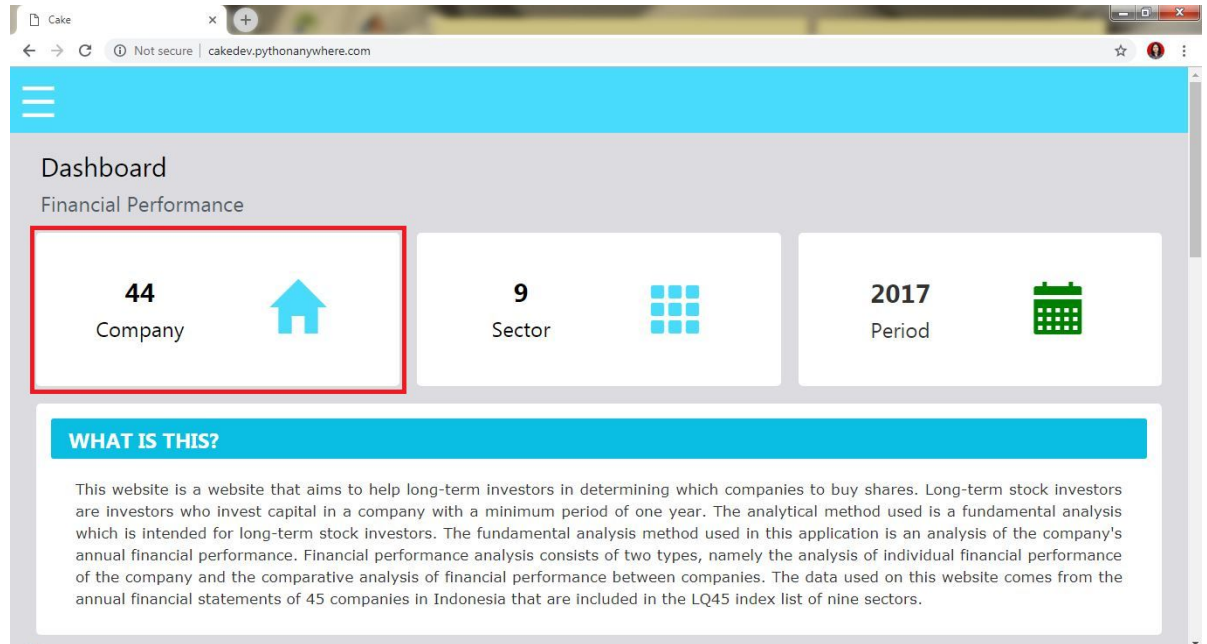 Cake
Not secure | cakedev.pythonanywhere.com
Dashboard
Financial Performance
44
Company
9
Sector
2017
Period
WHAT IS THIS?
This website is a website that aims to help long-term investors in determining which companies to buy shares. Long-term stock investors
are investors who invest capital in a company with a minimum period of one year. The analytical method used is a fundamental analysis
which is intended for long-term stock investors. The fundamental analysis method used in this application is an analysis of the company's
annual financial performance. Financial performance analysis consists of two types, namely the analysis of individual financial performance
of the company and the comparative analysis of financial performance between companies. The data used on this website comes from the
annual financial statements of 45 companies in Indonesia that are included in the LQ45 index list of nine sectors.